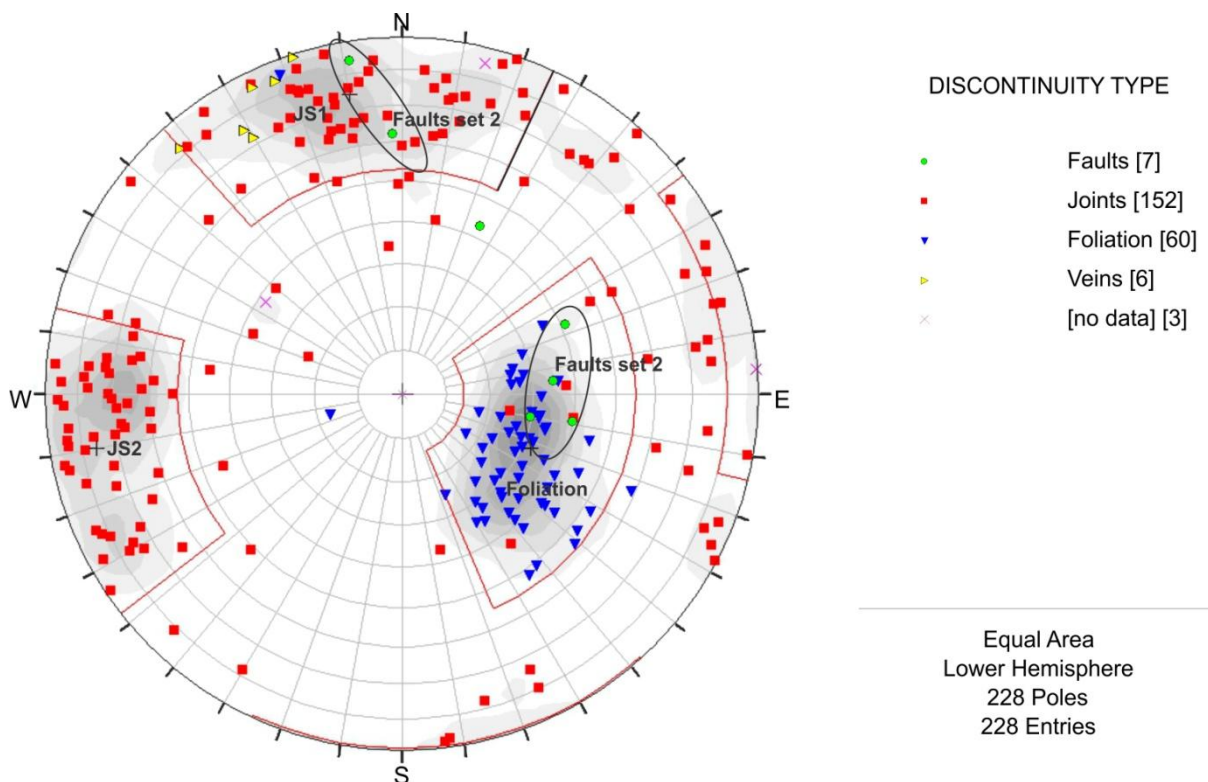 N
JS1
Faults set 2
W
E
Faults set 2
JS2
Foliation
S
DISCONTINUITY TYPE
Faults [7]
Joints [152]
Foliation [60]
Veins [6]
[no data] [3]
Equal Area
Lower Hemisphere
228 Poles
228 Entries